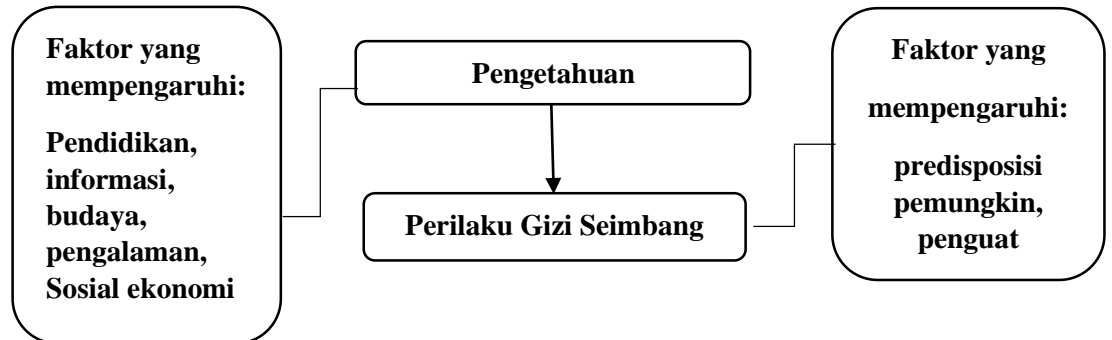 Faktor yang
mempengaruhi:
Pendidikan,
informasi,
budaya,
pengalaman,
Sosial ekonomi
Pengetahuan
Perilaku Gizi Seimbang
Faktor yang
mempengaruhi:
predisposisi
pemungkin,
penguat